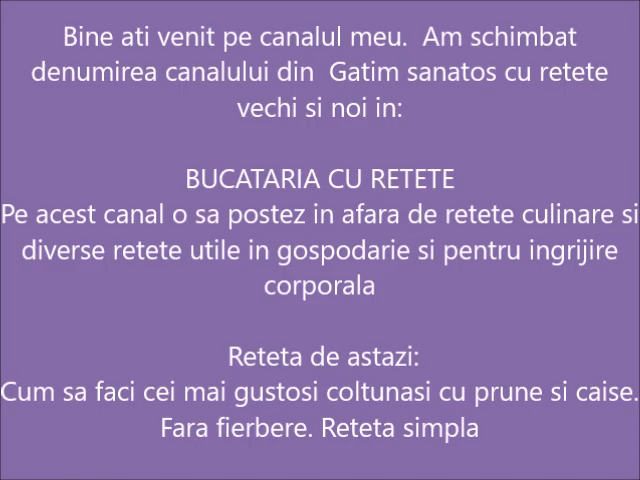 Bine ati venit pe canalul meu.  Am schimbat
denumirea canalului din  Gatim sanatos cu retete
vechi si noi in:
BUCATARIA CU RETETE
Pe acest canal o sa postez in afara de retete culinare si
diverse retete utile in gospodarie si pentru ingrijire
corporala
Reteta de astazi:
Cum sa faci cei mai gustosi coltunasi cu prune si caise.
Fara fierbere. Reteta simpla